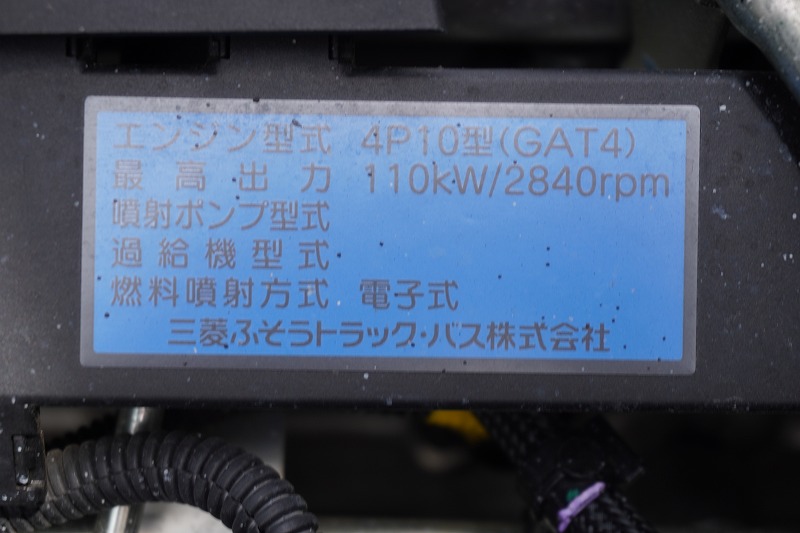 エンジン型式 4P10型(GAT4)
最高出力 110kW/2840rpm
噴射ポンプ型式
過給機型式
燃料噴射方式 電子式
三菱ふそうトラック・バス株式会社